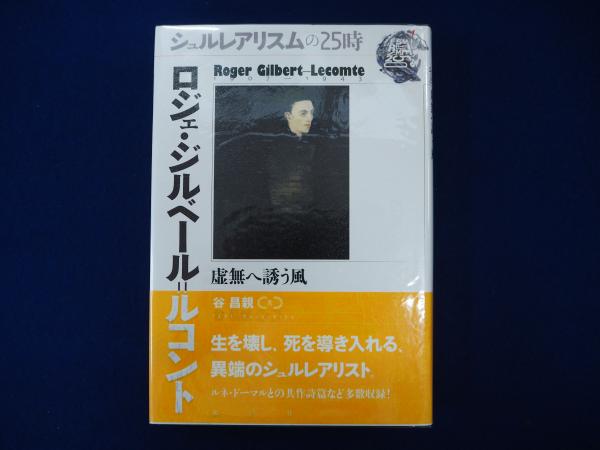 シュルレアリスムの25時
Roger Gilbert-Lecomte
1907—1943
ロジェ・ジルベール=ルコント
虚無へ誘う風
谷 昌親
生を壊し、死を導き入れる、
異端のシュルレアリスト。
ルネ・ドーマルとの共作詩篇など多数収録!